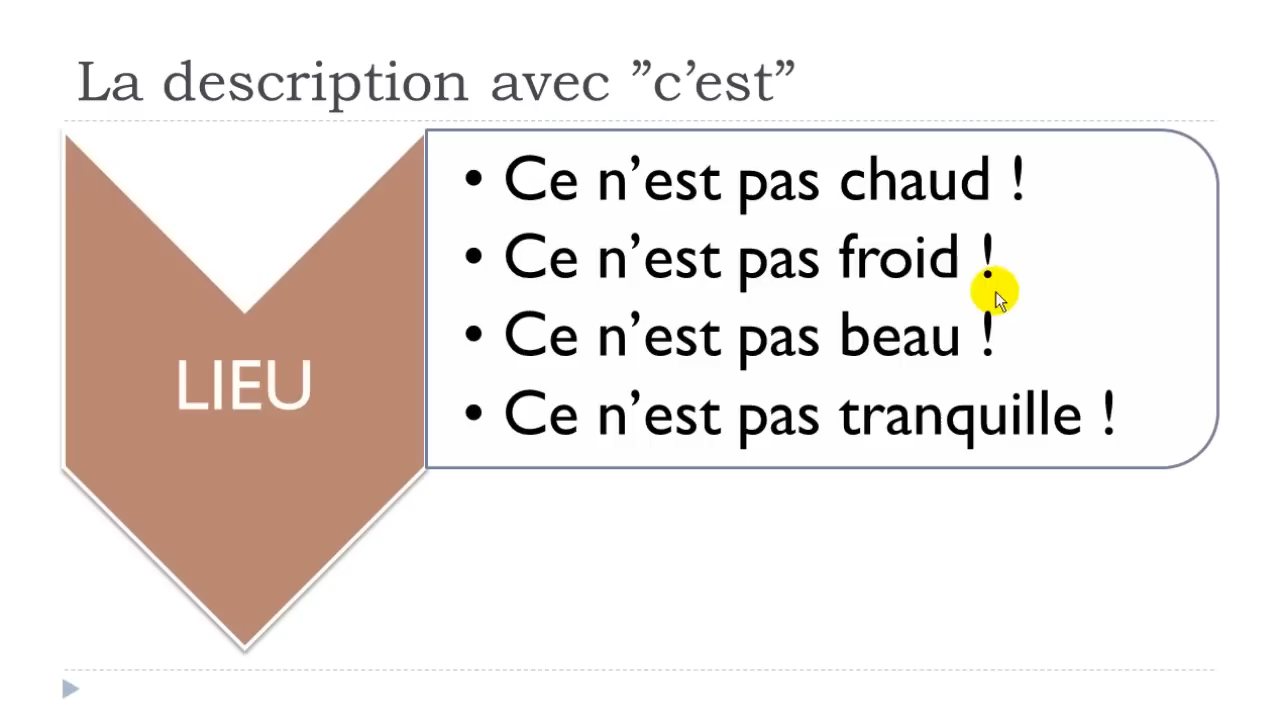 La description avec ”c’est”
LIEU
• Ce n’est pas chaud !
• Ce n’est pas froid !
• Ce n’est pas beau !
• Ce n’est pas tranquille !